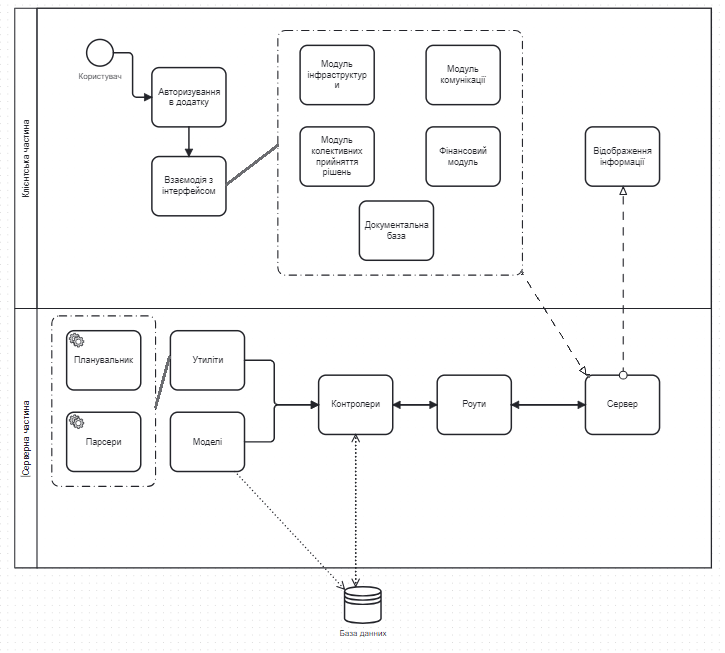 Клієнтська частина
Користувач
Авторизування
в додатку
Взаємодія з
інтерфейсом
Модуль
інфраструктур
и
Модуль
комунікації
Модуль
колективних
прийняття
рішень
Фінансовий
модуль
Документальна
база
Відображення
інформації
Серверна частина
Планувальник
Парсери
Утиліти
Моделі
Контролери
Роути
Сервер
База данних